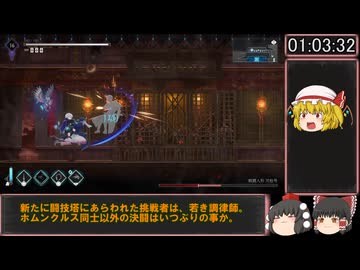 01:03:32
新たに闘技塔にあらわれた挑戦者は、若き調律師。
ホムンクルス同士以外の決闘はいつぶりの事か。